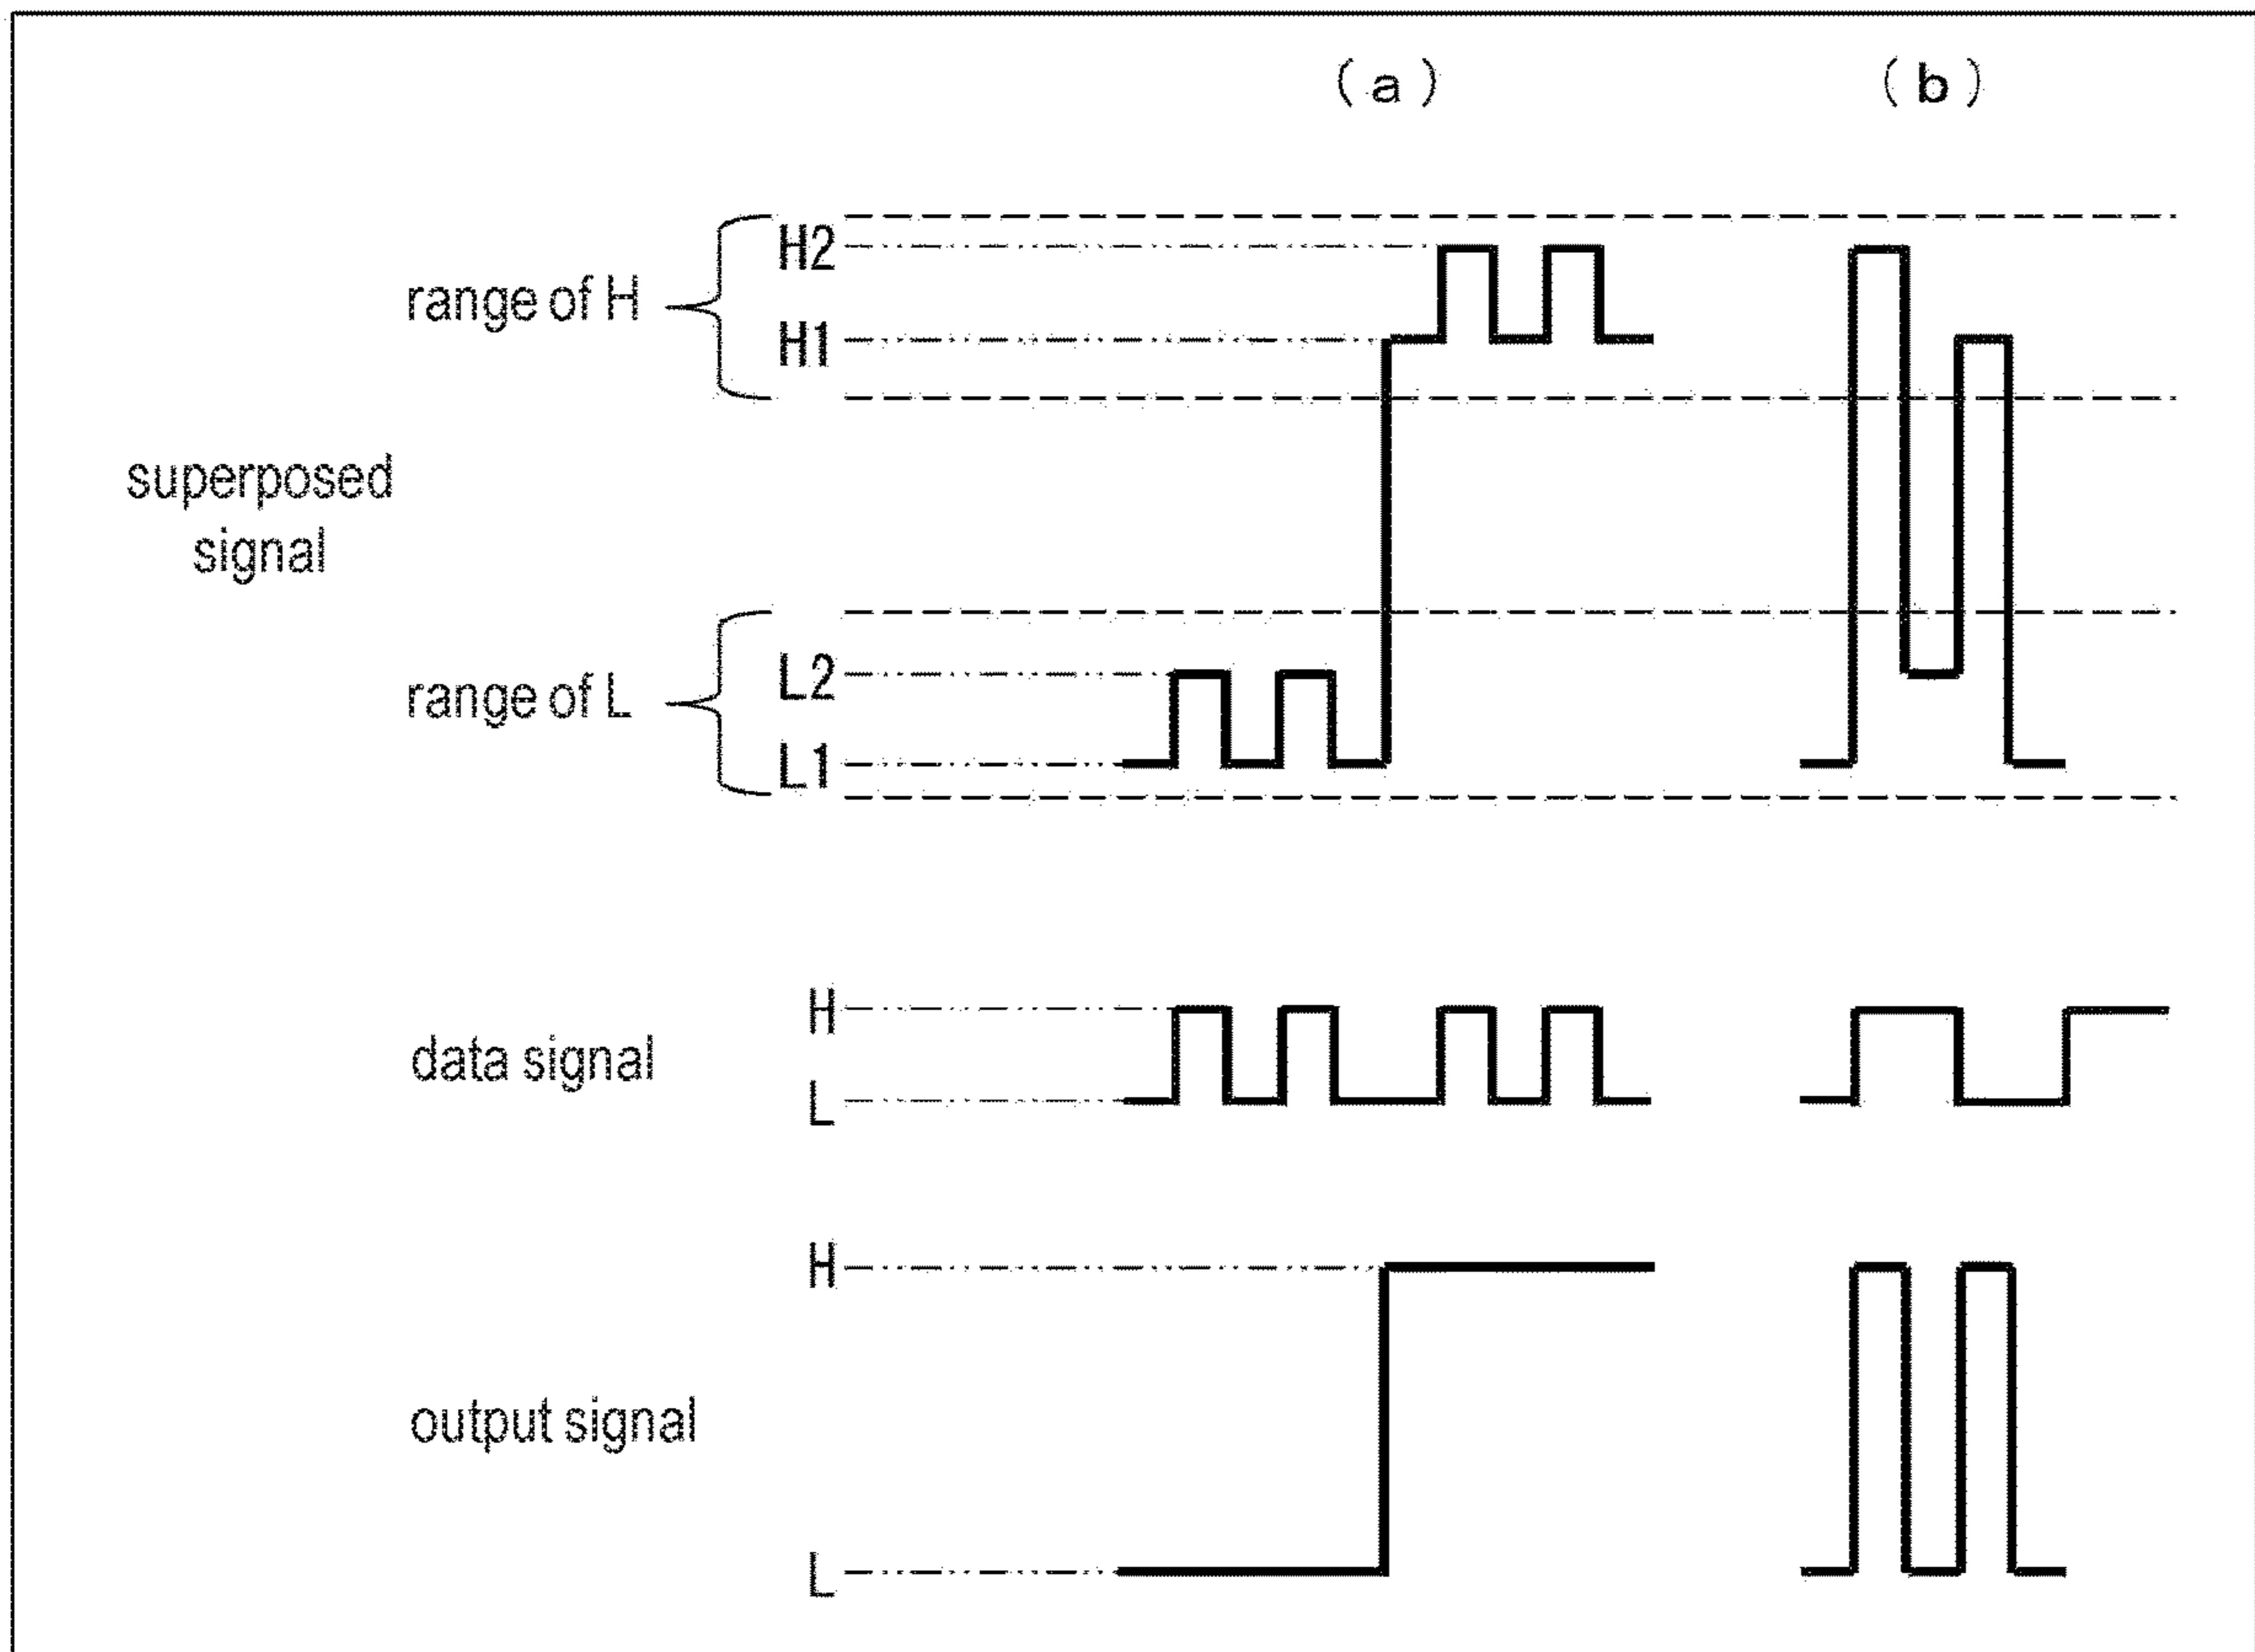 (a) (b)
H2
range of H
H1
superposed
signal
L2
range of L
L1
H
data signal
L
H
output signal
L